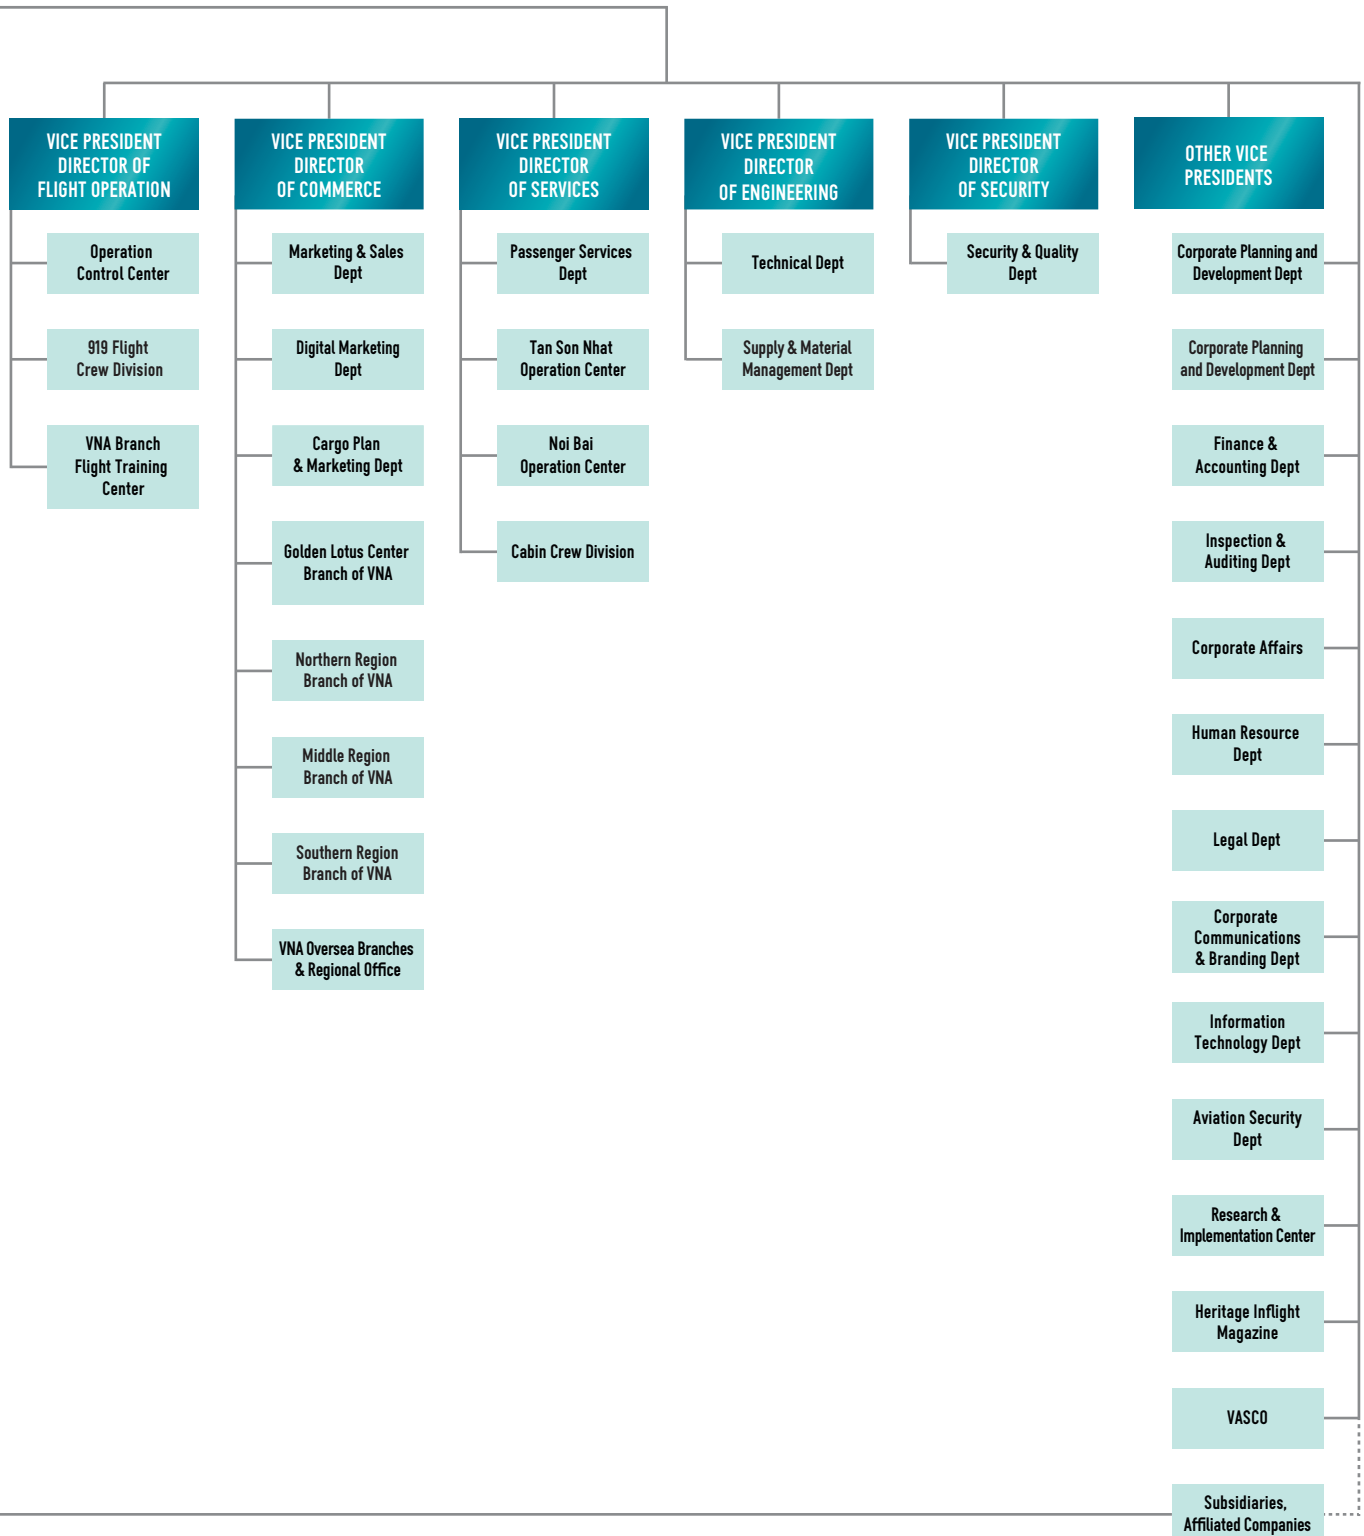 VICE PRESIDENT
DIRECTOR OF
FLIGHT OPERATION
Operation
Control Center
919 Flight
Crew Division
VNA Branch
Flight Training
Center
VICE PRESIDENT
DIRECTOR
OF COMMERCE
Marketing & Sales
Dept
Digital Marketing
Dept
Cargo Plan
& Marketing Dept
Golden Lotus Center
Branch of VNA
Northern Region
Branch of VNA
Middle Region
Branch of VNA
Southern Region
Branch of VNA
VNA Oversea Branches
& Regional Office
VICE PRESIDENT
DIRECTOR
OF SERVICES
Passenger Services
Dept
Tan Son Nhat
Operation Center
Noi Bai
Operation Center
Cabin Crew Division
VICE PRESIDENT
DIRECTOR
OF ENGINEERING
Technical Dept
Supply & Material
Management Dept
VICE PRESIDENT
DIRECTOR
OF SECURITY
Security & Quality
Dept
OTHER VICE
PRESIDENTS
Corporate Planning and
Development Dept
Corporate Planning
and Development Dept
Finance &
Accounting Dept
Inspection &
Auditing Dept
Corporate Affairs
Human Resource
Dept
Legal Dept
Corporate
Communications
& Branding Dept
Information
Technology Dept
Aviation Security
Dept
Research &
Implementation Center
Heritage Inflight
Magazine
VASCO
Subsidiaries,
Affiliated Companies